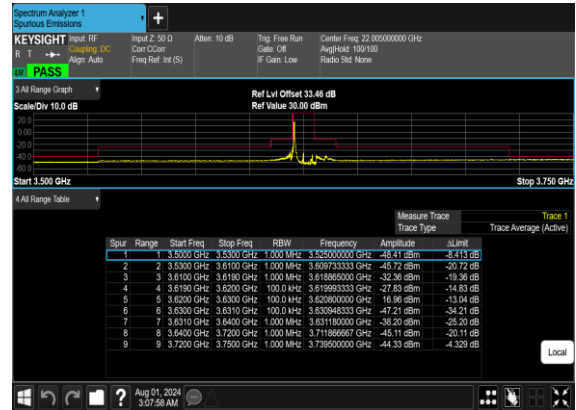 Spectrum Analyzer 1
Spurious Emissions
+
KEYSIGHT Input: RF Input Z: 50 Ω Atten: 10 dB Trig: Free Run Center Freq: 22.005000000 GHz
R T Coupling: DC Corr CCorr Gate: Off Avg|Hold: 100/100
Align: Auto Freq Ref: Int (S) IF Gain: Low Radio Std: None
PASS
3 All Range Graph
Ref Lvl Offset 33.46 dB
Scale/Div 10.0 dB Ref Value 30.00 dBm
20.0
0.00
-20.0
-40.0
-60.0
Start 3.500 GHz Stop 3.750 GHz
4 All Range Table
Measure Trace Trace 1
Trace Type Trace Average (Active)
Spur Range Start Freq Stop Freq RBW Frequency Amplitude ΔLimit
1 1 3.5000 GHz 3.5300 GHz 1.000 MHz 3.525000000 GHz -48.41 dBm -8.413 dB
2 2 3.5300 GHz 3.6100 GHz 1.000 MHz 3.609733333 GHz -45.72 dBm -20.72 dB
3 3 3.6100 GHz 3.6190 GHz 1.000 MHz 3.618865000 GHz -32.36 dBm -19.36 dB
4 4 3.6190 GHz 3.6200 GHz 100.0 kHz 3.619993333 GHz -27.83 dBm -14.83 dB
5 5 3.6200 GHz 3.6300 GHz 100.0 kHz 3.620800000 GHz 16.96 dBm -13.04 dB
6 6 3.6300 GHz 3.6310 GHz 100.0 kHz 3.630948333 GHz -47.21 dBm -34.21 dB
7 7 3.6310 GHz 3.6400 GHz 1.000 MHz 3.631180000 GHz -38.20 dBm -25.20 dB
8 8 3.6400 GHz 3.7200 GHz 1.000 MHz 3.711866667 GHz -45.11 dBm -20.11 dB
9 9 3.7200 GHz 3.7500 GHz 1.000 MHz 3.739500000 GHz -44.33 dBm -4.329 dB
Local
? Aug 01, 2024
3:07:58 AM